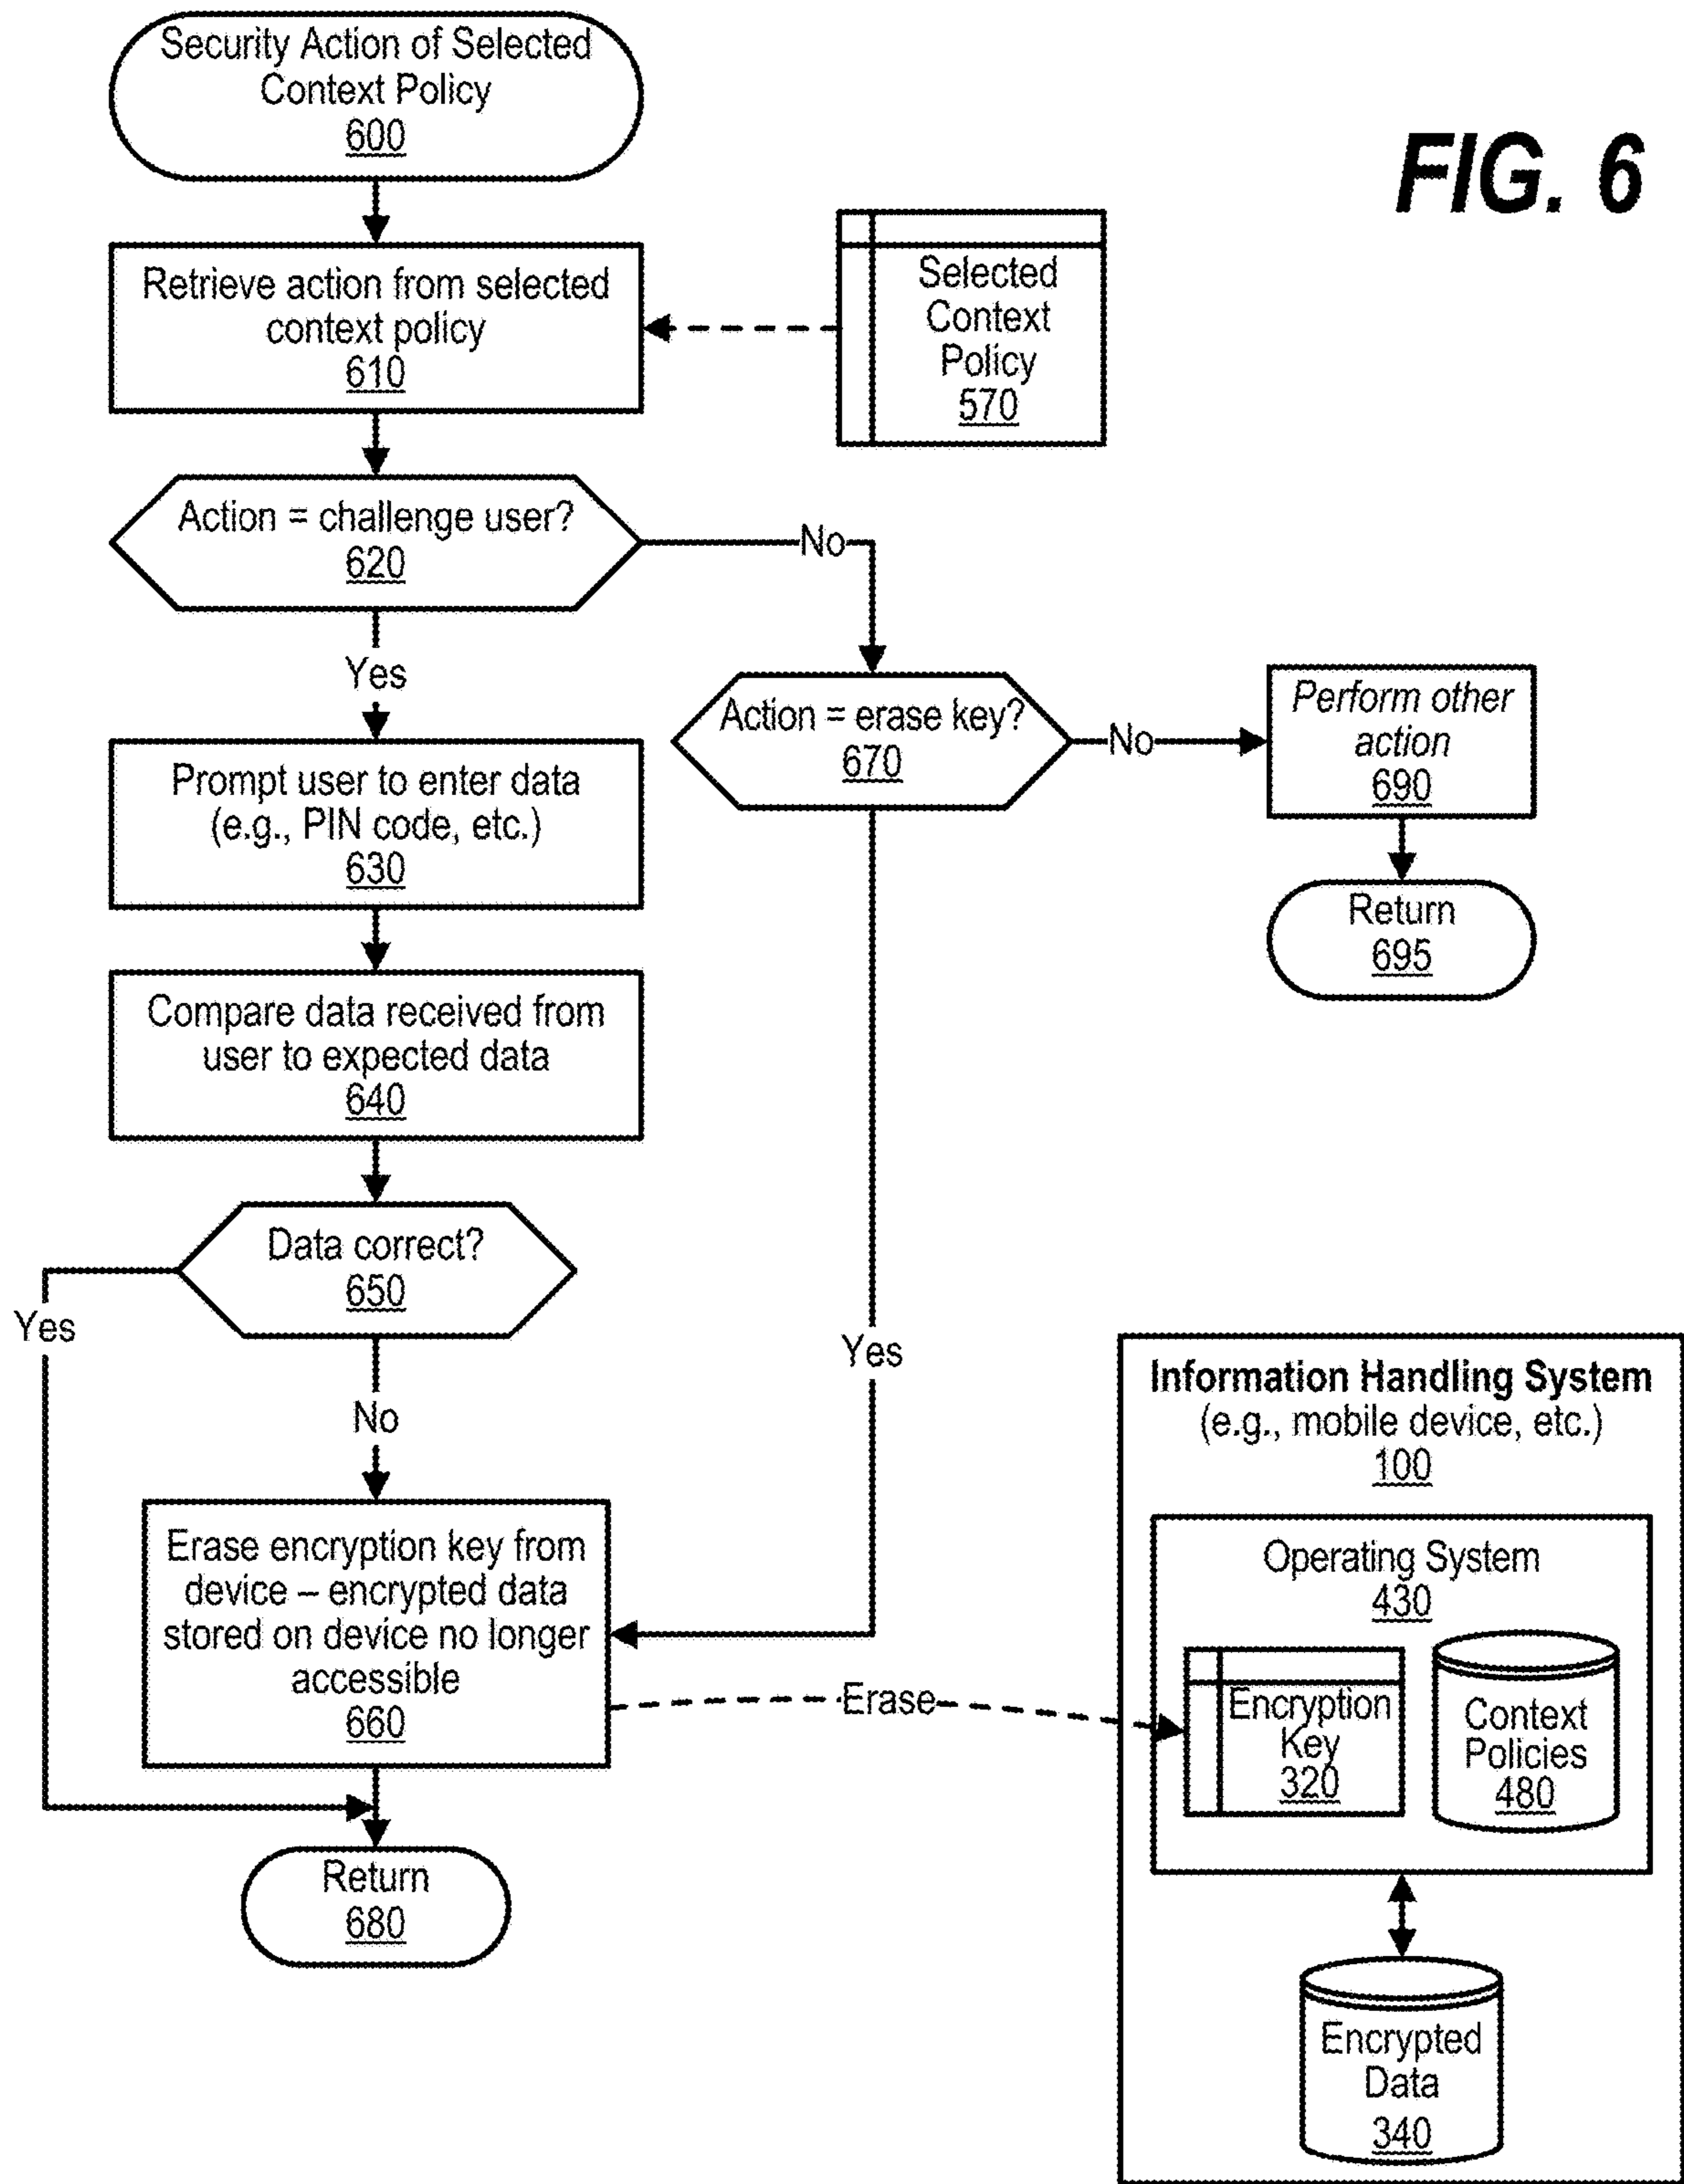 Security Action of Selected
Context Policy
600
FIG. 6
Retrieve action from selected
context policy
610
Selected
Context
Policy
570
Action = challenge user?
620
No
Yes
Action = erase key?
670
No
Perform other
action
690
Prompt user to enter data
(e.g., PIN code, etc.)
630
Return
695
Compare data received from
user to expected data
640
Data correct?
650
Yes
No
Yes
Erase encryption key from
device – encrypted data
stored on device no longer
accessible
660
Erase
Return
680
Information Handling System
(e.g., mobile device, etc.)
100
Operating System
430
Encryption
Key
320
Context
Policies
480
Encrypted
Data
340